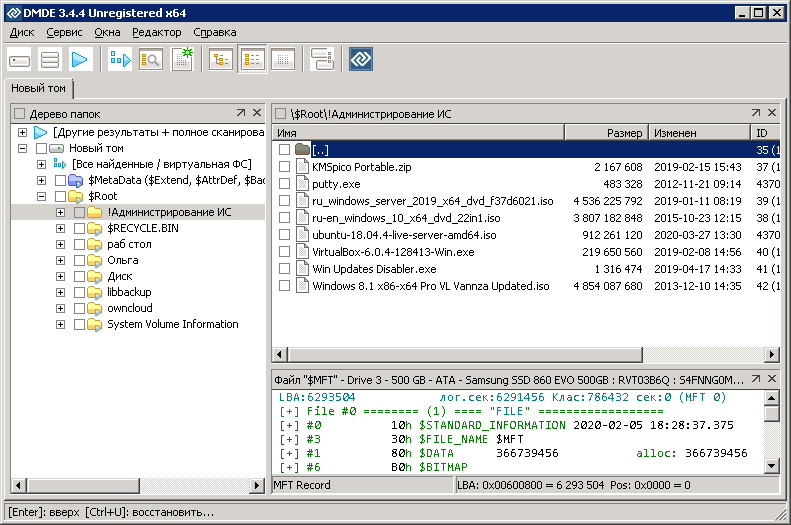 DMDE 3.4.4 Unregistered x64
Диск Сервис Окна Редактор Справка
Новый том
Дерево папок
[Другие результаты + полное сканирова
Новый том
[Все найденные / виртуальная ФС]
$MetaData ($Extend, $AttrDef, $Bac
$Root
!Администрирование ИС
$RECYCLE.BIN
раб стол
Ольга
Диск
libbackup
owncloud
System Volume Information
\$Root\!Администрирование ИС
Имя Размер Изменен ID
[..] 35 (1
KMSpico Portable.zip 2 167 608 2019-02-15 15:43 37 (1
putty.exe 483 328 2012-11-21 09:14 4370
ru_windows_server_2019_x64_dvd_f37d6021.iso 4 536 225 792 2019-01-11 08:19 39 (1
ru-en_windows_10_x64_dvd_22in1.iso 3 807 182 848 2015-10-23 12:15 38 (1
ubuntu-18.04.4-live-server-amd64.iso 912 261 120 2020-03-27 13:30 4370
VirtualBox-6.0.4-128413-Win.exe 219 650 560 2019-02-08 14:56 40 (1
Win Updates Disabler.exe 1 316 474 2019-04-17 14:33 41 (1
Windows 8.1 x86-x64 Pro VL Vannza Updated.iso 4 854 087 680 2013-12-10 14:35 42 (1
Файл "$MFT" - Drive 3 - 500 GB - ATA - Samsung SSD 860 EVO 500GB : RVT03B6Q : S4FNNG0M...
LBA:6293504 лог.сек:6291456 Клас:786432 сек:0 (MFT 0)
[+] File #0 ======== (1) ==== "FILE" ==================
[+] #0 10h $STANDARD_INFORMATION 2020-02-05 18:28:37.375
[+] #3 30h $FILE_NAME $MFT
[+] #1 80h $DATA 366739456 alloc: 366739456
[+] #6 B0h $BITMAP
MFT Record LBA: 0x00600800 = 6 293 504 Pos: 0x0000 = 0
[Enter]: вверх [Ctrl+U]: восстановить...